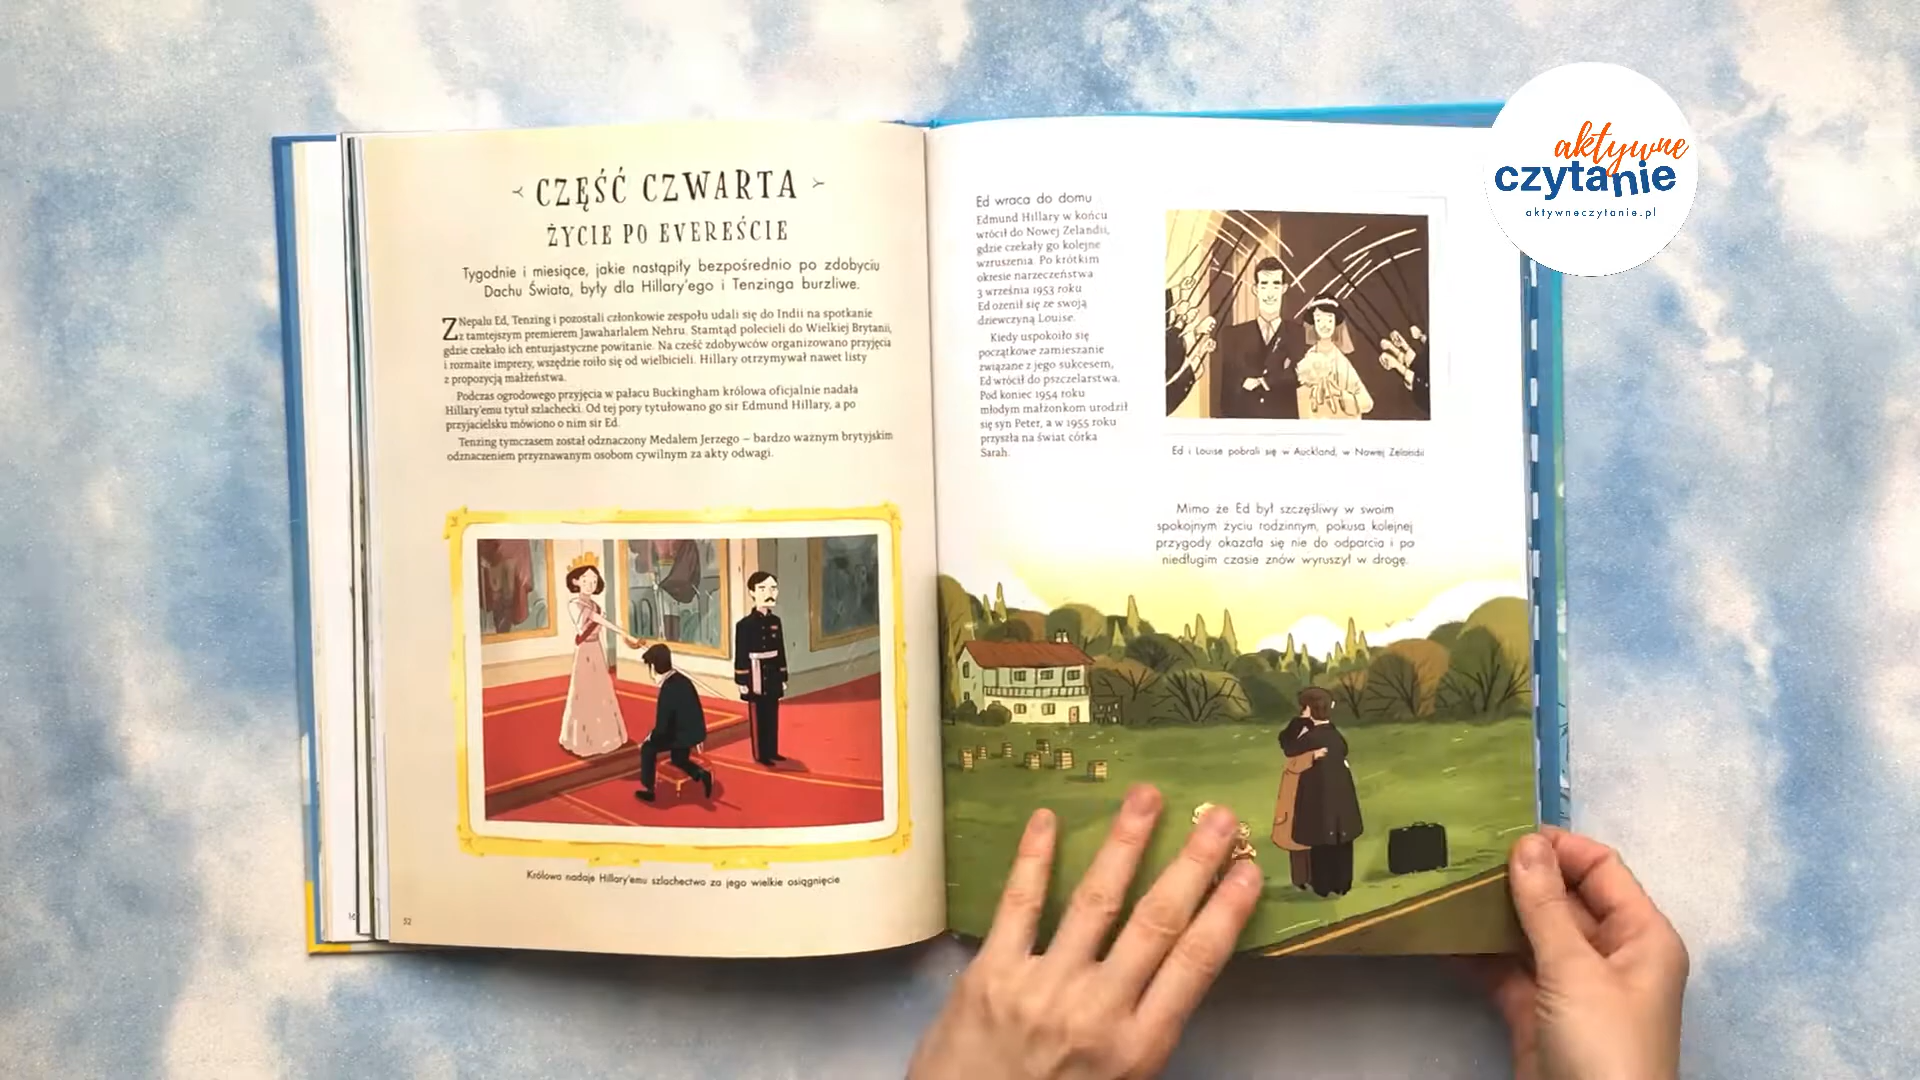 CZĘŚĆ CZWARTA
ŻYCIE PO EVEREŚCIE
Tygodnie i miesiące, jakie nastąpiły bezpośrednio po zdobyciu
Dachu Świata, były dla Hillary'ego i Tenzinga burzliwe.
Z Nepalu Ed, Tenzing i pozostali członkowie zespołu udali się do Indii na spotkanie
z tamtejszym premierem Jawaharlalem Nehru. Stamtąd polecieli do Wielkiej Brytanii,
gdzie czekało ich entuzjastyczne powitanie. Na cześć zdobywców organizowano przyjęcia
i rozmaite imprezy, wszędzie roiło się od wielbicieli. Hillary otrzymywał nawet listy
z propozycją małżeństwa.
Podczas ogrodowego przyjęcia w pałacu Buckingham królowa oficjalnie nadała
Hillary'emu tytuł szlachecki. Od tej pory tytułowano go sir Edmund Hillary, a po
przyjacielsku mówiono o nim sir Ed.
Tenzing tymczasem został odznaczony Medalem Jerzego – bardzo ważnym brytyjskim
odznaczeniem przyznawanym osobom cywilnym za akty odwagi.
Królowa nadaje Hillary'emu szlachectwo za jego wielkie osiągnięcie
52
Ed wraca do domu
Edmund Hillary w końcu
wrócił do Nowej Zelandii,
gdzie czekały go kolejne
wzruszenia. Po krótkim
okresie narzeczeństwa
3 września 1953 roku
Ed ożenił się ze swoją
dziewczyną Louise.
Kiedy uspokoiło się
początkowe zamieszanie
związane z jego sukcesem,
Ed wrócił do pszczelarstwa.
Pod koniec 1954 roku
młodym małżonkom urodził
się syn Peter, a w 1955 roku
przyszła na świat córka
Sarah.
Ed i Louise pobrali się w Auckland, w Nowej Zelandii
Mimo że Ed był szczęśliwy w swoim
spokojnym życiu rodzinnym, pokusa kolejnej
przygody okazała się nie do odparcia i po
niedługim czasie znów wyruszył w drogę.
aktywne
czytanie
aktywneczytanie.pl